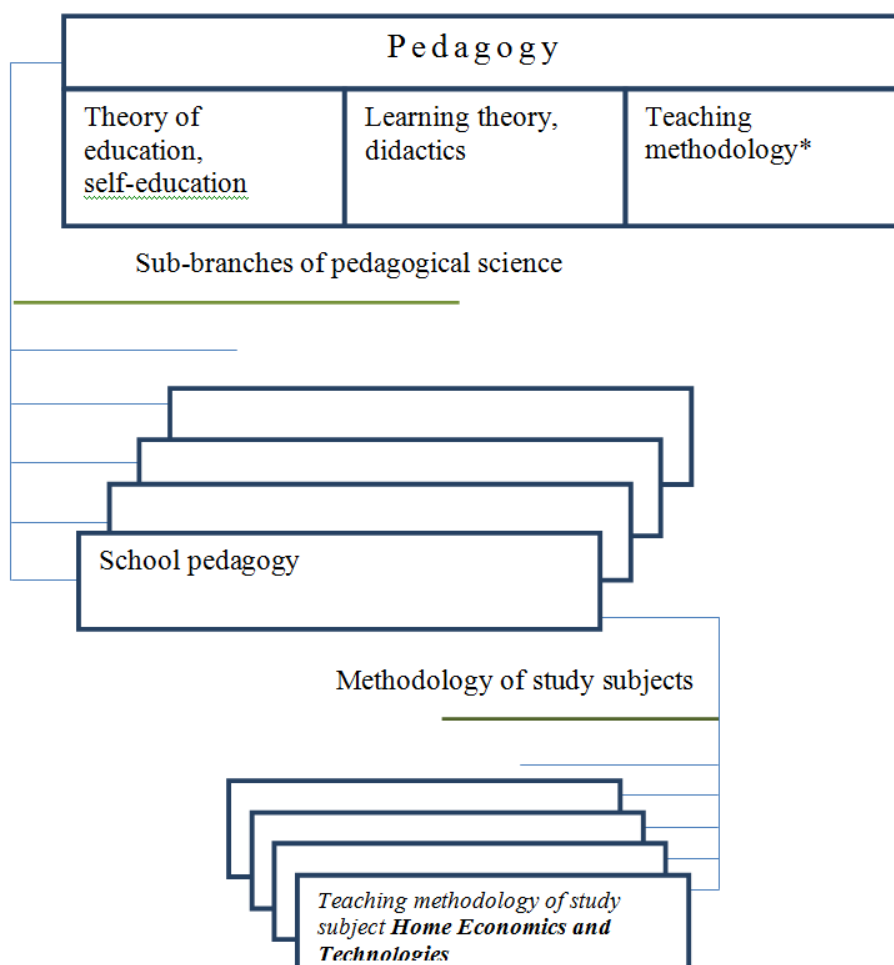 Pedagogy
Theory of
education,
self-education
Learning theory,
didactics
Teaching
methodology*
Sub-branches of pedagogical science
School pedagogy
Methodology of study subjects
Teaching methodology of study
subject Home Economics and
Technologies